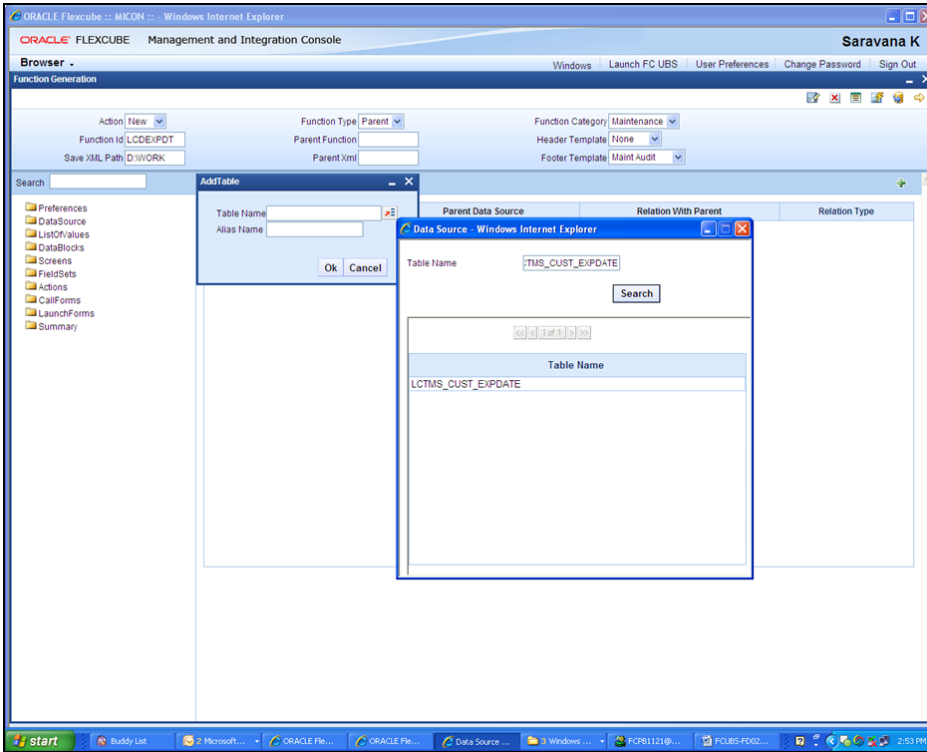 ORACLE Flexcube :: MICON :: - Windows Internet Explorer
ORACLE FLEXCUBE Management and Integration Console Saravana K
Browser Windows Launch FC UBS User Preferences Change Password Sign Out
Function Generation
Action New Function Type Parent Function Category Maintenance
Function Id LCDEXPDT Parent Function Header Template None
Save XML Path D:\WORK Parent Xml Footer Template Maint Audit
Search
Preferences
DataSource
ListOfValues
DataBlocks
Screens
FieldSets
Actions
CallForms
LaunchForms
Summary
AddTable
Table Name
Alias Name
Ok Cancel
Parent Data Source Relation With Parent Relation Type
Data Source - Windows Internet Explorer
Table Name TMS_CUST_EXPDATE
Search
<< < 1 of 1 > >>
Table Name
LCTMS_CUST_EXPDATE
start Buddy List 2 Microsoft... ORACLE Fle... ORACLE Fle... Data Source ... 3 Windows ... FCPB1121@... FCUBS-FD02... 2:53 PM